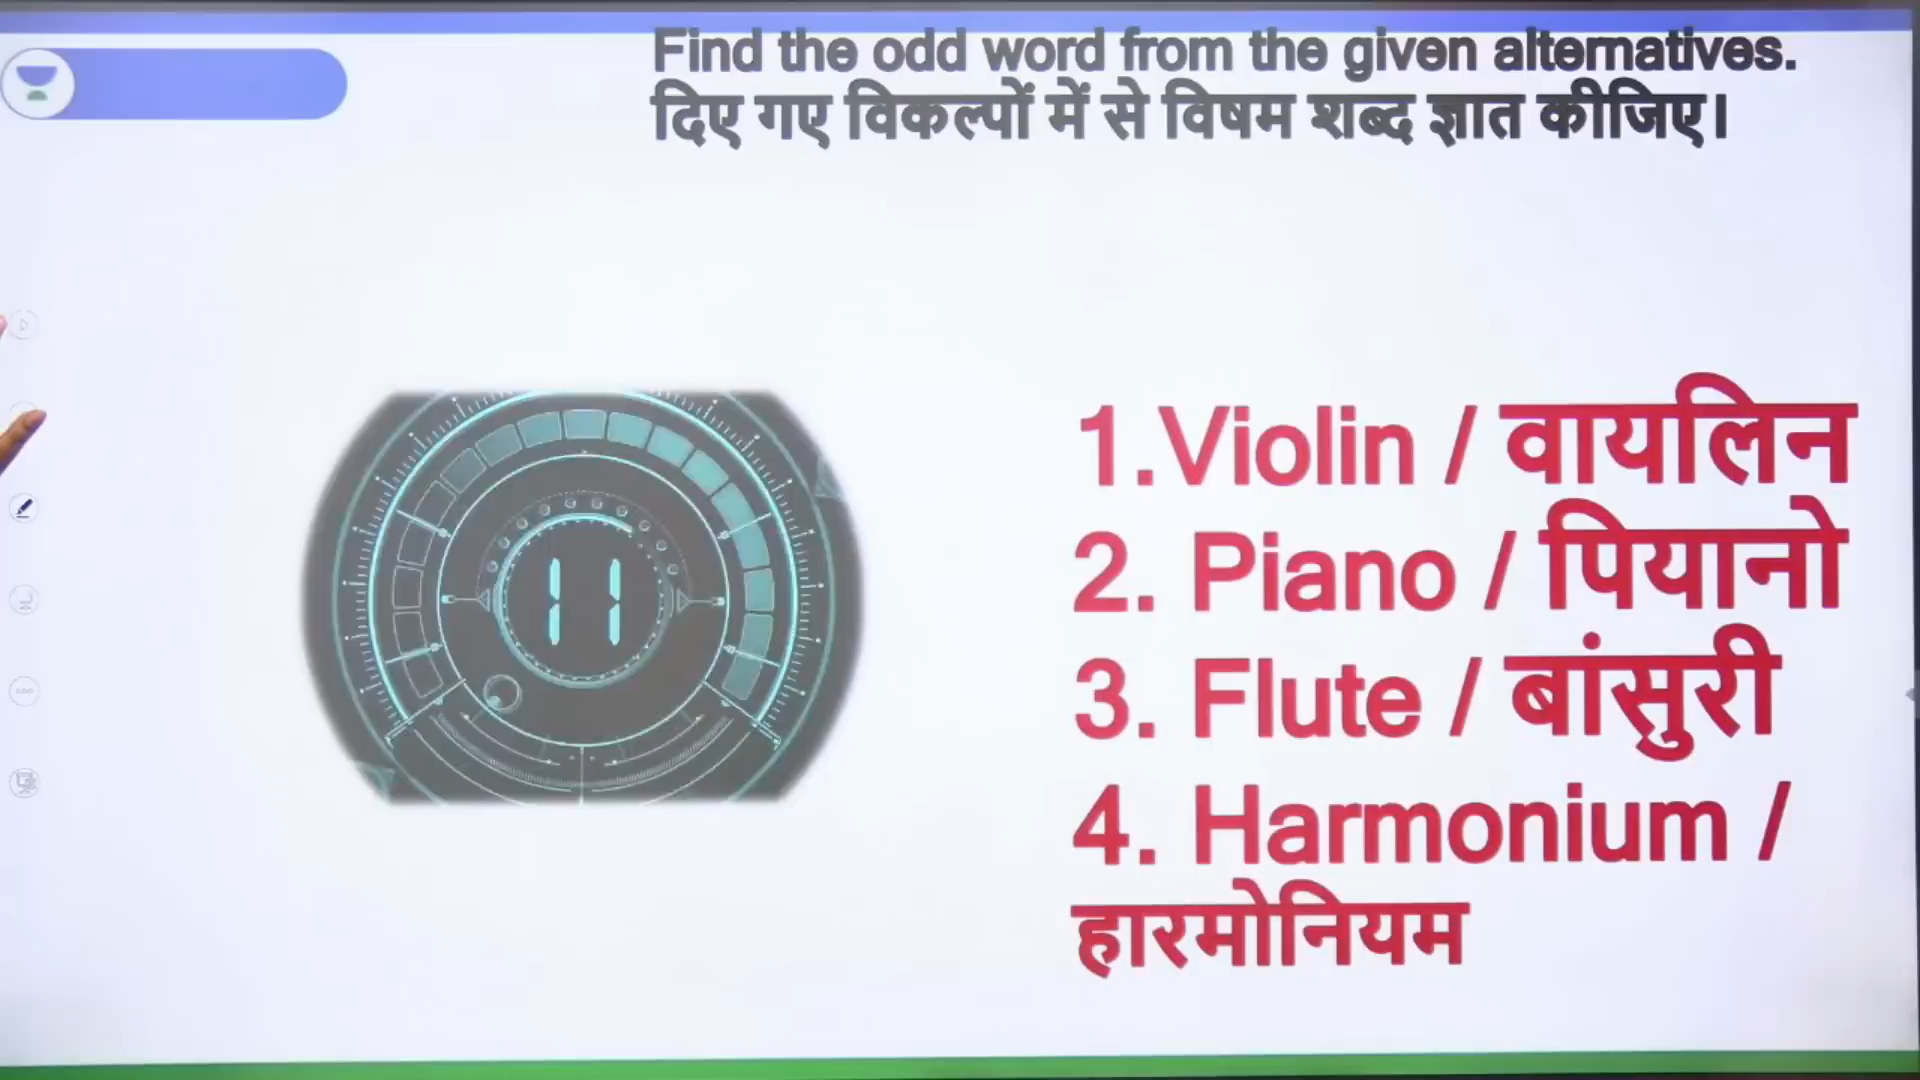 Find the odd word from the given alternatives.
दिए गए विकल्पों में से विषम शब्द ज्ञात कीजिए।
11
1.Violin / वायलिन
2. Piano / पियानो
3. Flute / बांसुरी
4. Harmonium /
हारमोनियम